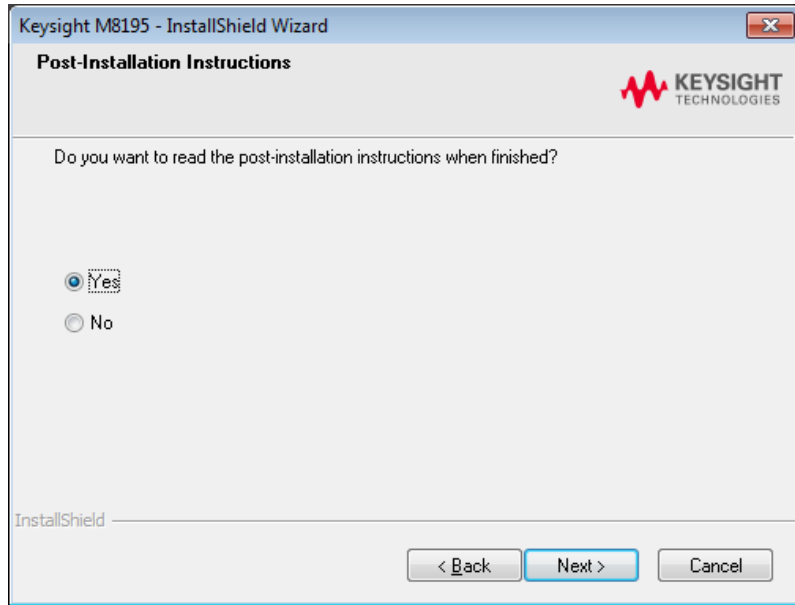 Keysight M8195 - InstallShield Wizard
Post-Installation Instructions
KEYSIGHT
TECHNOLOGIES
Do you want to read the post-installation instructions when finished?
Yes
No
InstallShield
< Back Next > Cancel